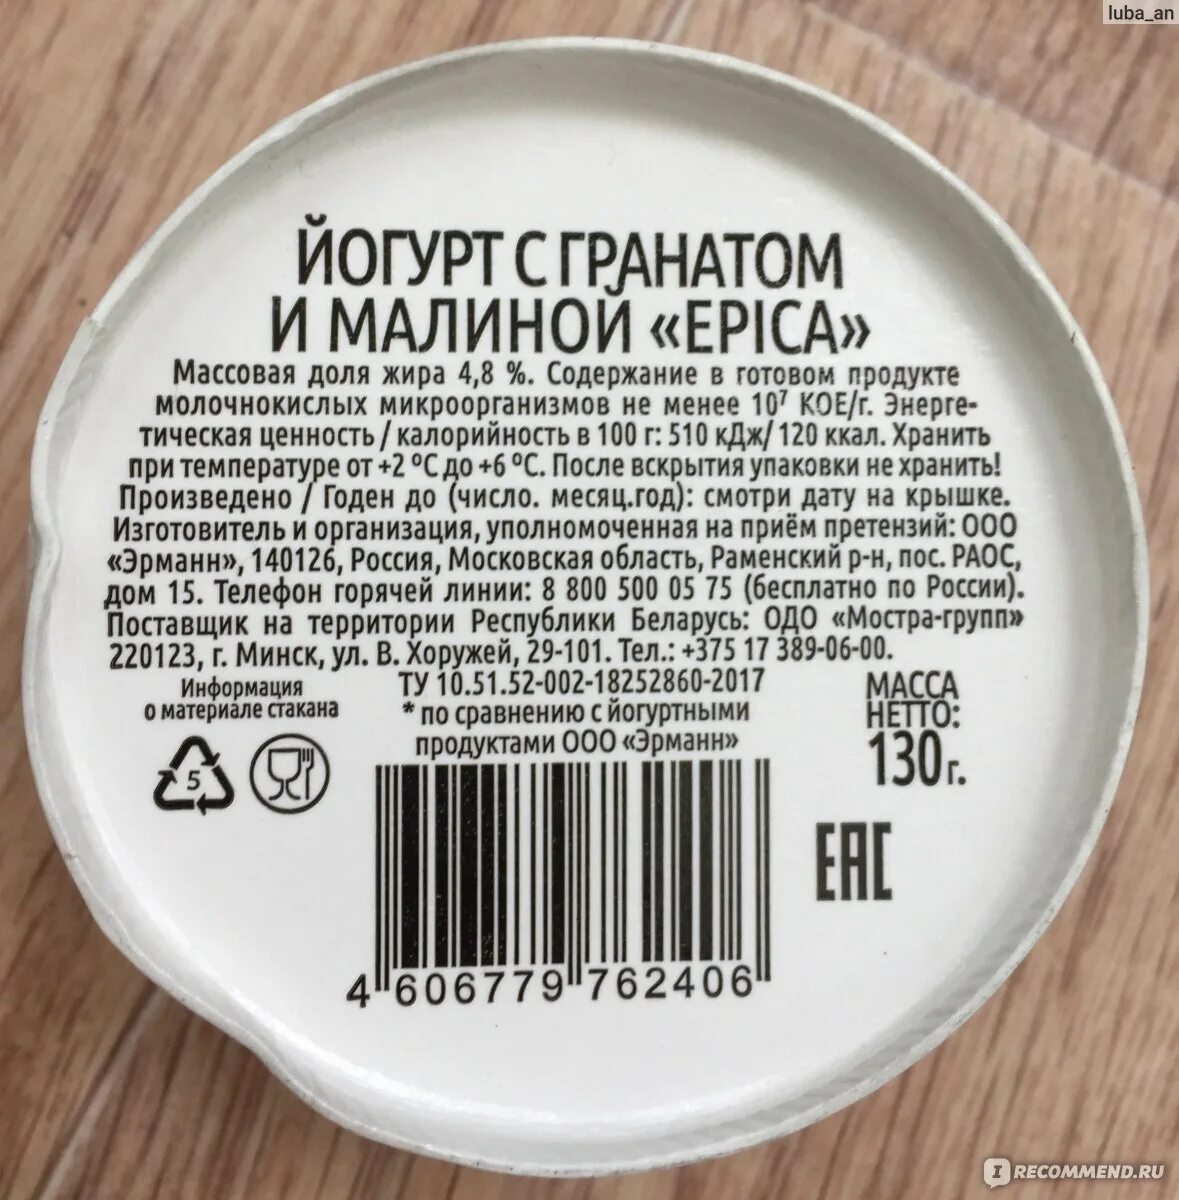 luba_an
ЙОГУРТ С ГРАНАТОМ
И МАЛИНОЙ «EPICA»
Массовая доля жира 4,8 %. Содержание в готовом продукте
молочнокислых микроорганизмов не менее 10⁷ КОЕ/г. Энерге-
тическая ценность / калорийность в 100 г: 510 кДж/ 120 ккал. Хранить
при температуре от +2 ºС до +6 ºС. После вскрытия упаковки не хранить!
Произведено / Годен до (число. месяц.год): смотри дату на крышке.
Изготовитель и организация, уполномоченная на приём претензий: ООО
«Эрманн», 140126, Россия, Московская область, Раменский р-н, пос. РАОС,
дом 15. Телефон горячей линии: 8 800 500 05 75 (бесплатно по России).
Поставщик на территории Республики Беларусь: ОДО «Мостра-групп»
220123, г. Минск, ул. В. Хоружей, 29-101. Тел.: +375 17 389-06-00.
ТУ 10.51.52-002-18252860-2017
* по сравнению с йогуртными
продуктами ООО «Эрманн»
Информация
о материале стакана
5
МАССА
НЕТТО:
130г.
EAC
4 606779 762406
IRECOMMEND.RU